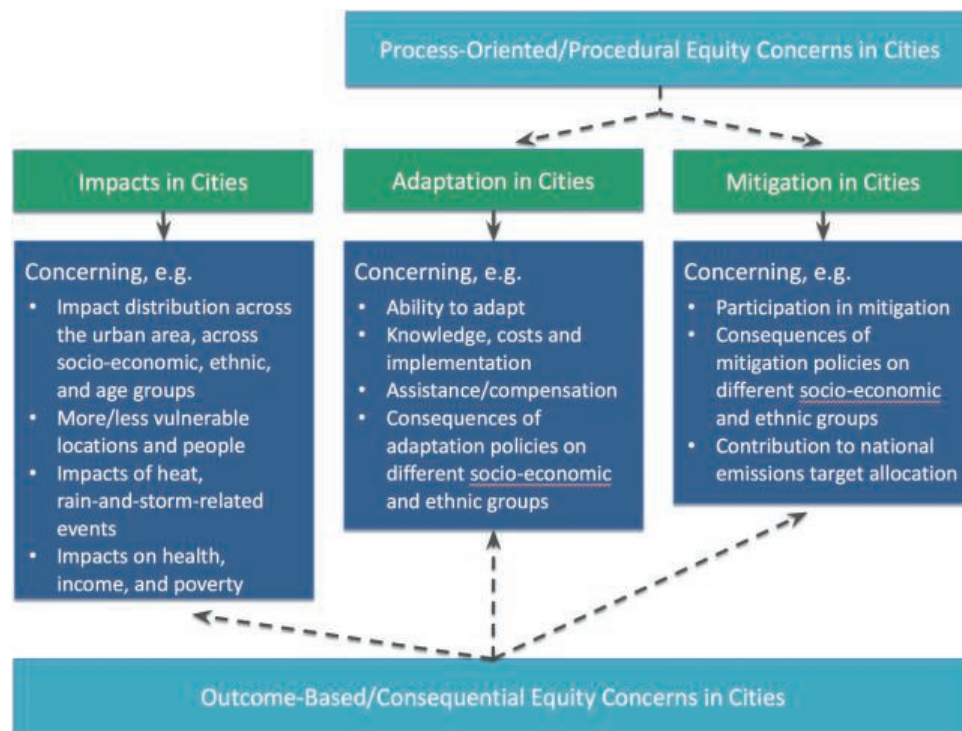 Process-Oriented/Procedural Equity Concerns in Cities
Impacts in Cities
Concerning, e.g.
• Impact distribution across
the urban area, across
socio-economic, ethnic,
and age groups
• More/less vulnerable
locations and people
• Impacts of heat,
rain-and-storm-related
events
• Impacts on health,
income, and poverty
Adaptation in Cities
Concerning, e.g.
• Ability to adapt
• Knowledge, costs and
implementation
• Assistance/compensation
• Consequences of
adaptation policies on
different socio-economic
and ethnic groups
Mitigation in Cities
Concerning, e.g.
• Participation in mitigation
• Consequences of
mitigation policies on
different socio-economic
and ethnic groups
• Contribution to national
emissions target allocation
Outcome-Based/Consequential Equity Concerns in Cities